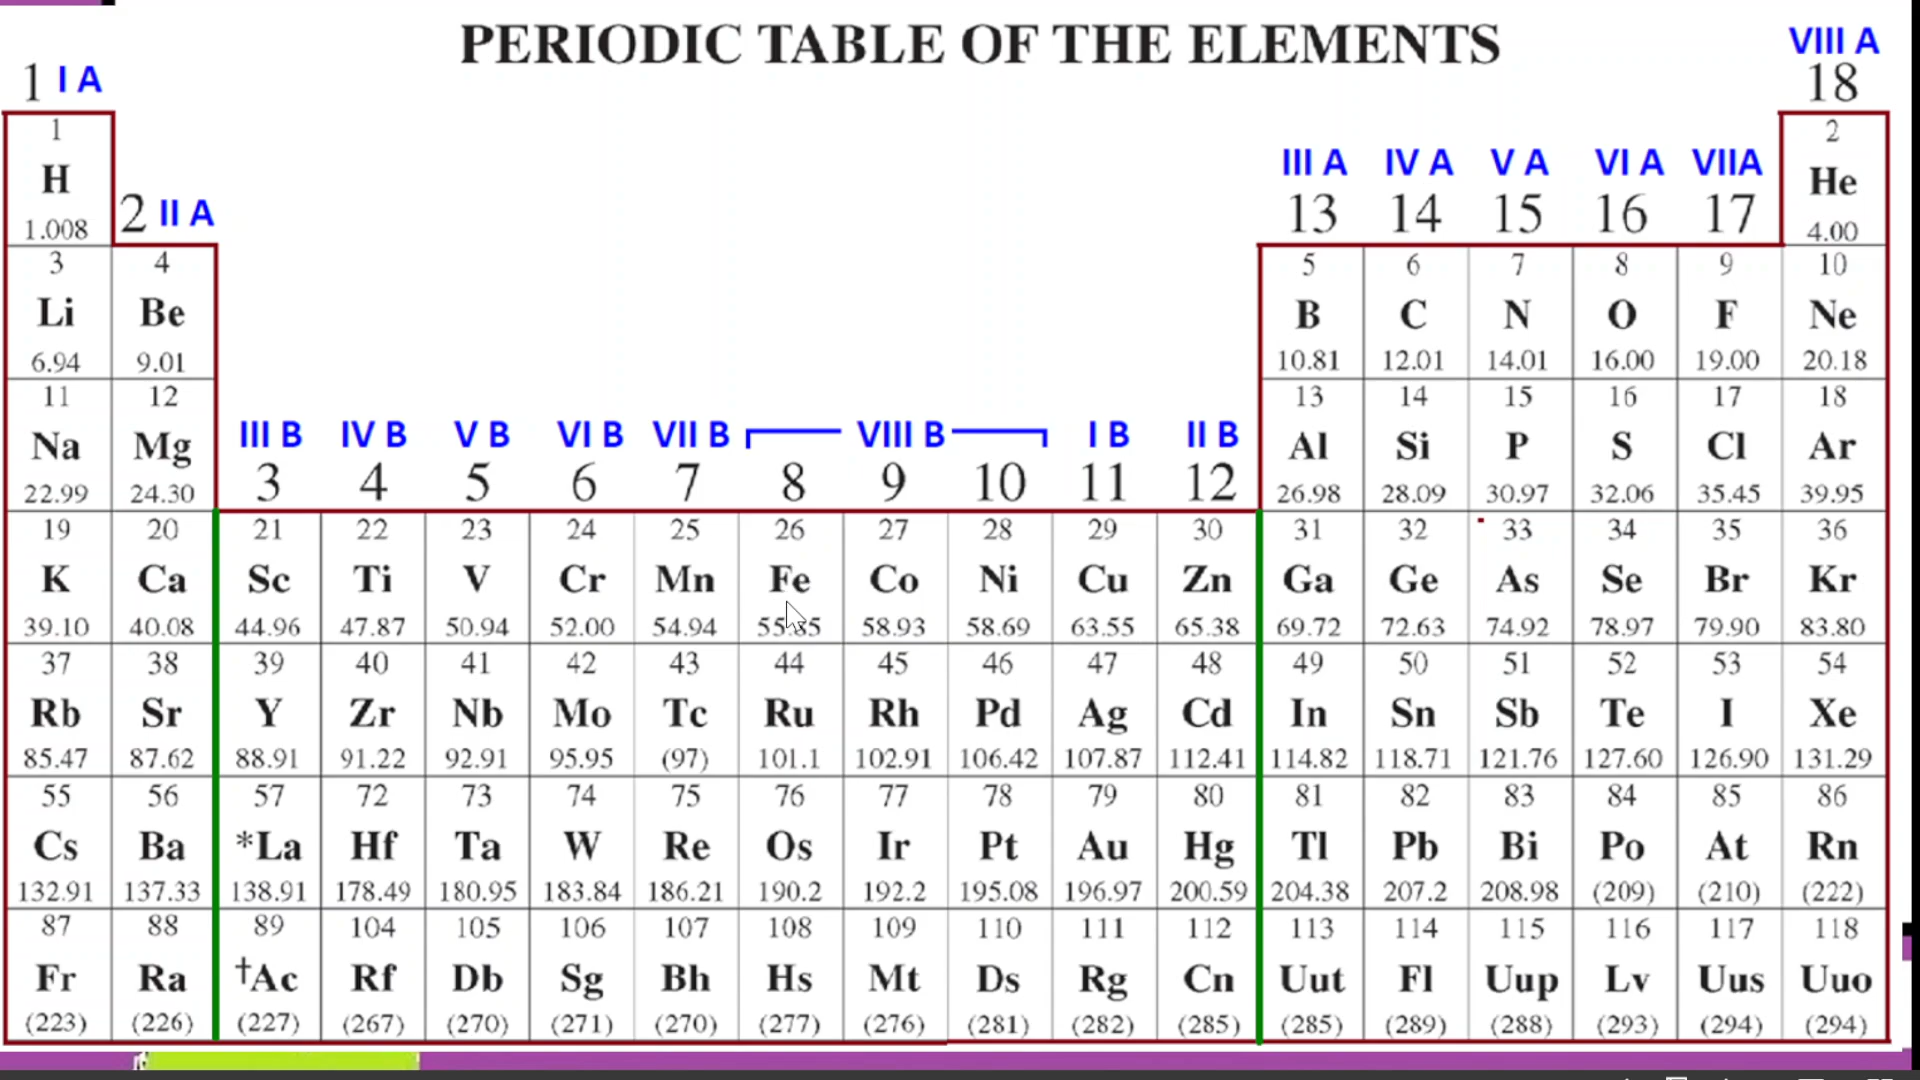 PERIODIC TABLE OF THE ELEMENTS
VIII A
1 I A
18
1 2
H He
1.008 4.00
III A IV A V A VI A VIIA
2 II A
13 14 15 16 17
3 4 5 6 7 8 9 10
Li Be B C N O F Ne
6.94 9.01 10.81 12.01 14.01 16.00 19.00 20.18
11 12 13 14 15 16 17 18
Na Mg Al Si P S Cl Ar
22.99 24.30 26.98 28.09 30.97 32.06 35.45 39.95
III B IV B V B VI B VII B VIII B I B II B
3 4 5 6 7 8 9 10 11 12
19 20 21 22 23 24 25 26 27 28 29 30 31 32 33 34 35 36
K Ca Sc Ti V Cr Mn Fe Co Ni Cu Zn Ga Ge As Se Br Kr
39.10 40.08 44.96 47.87 50.94 52.00 54.94 55.85 58.93 58.69 63.55 65.38 69.72 72.63 74.92 78.97 79.90 83.80
37 38 39 40 41 42 43 44 45 46 47 48 49 50 51 52 53 54
Rb Sr Y Zr Nb Mo Tc Ru Rh Pd Ag Cd In Sn Sb Te I Xe
85.47 87.62 88.91 91.22 92.91 95.95 (97) 101.1 102.91 106.42 107.87 112.41 114.82 118.71 121.76 127.60 126.90 131.29
55 56 57 72 73 74 75 76 77 78 79 80 81 82 83 84 85 86
Cs Ba *La Hf Ta W Re Os Ir Pt Au Hg Tl Pb Bi Po At Rn
132.91 137.33 138.91 178.49 180.95 183.84 186.21 190.2 192.2 195.08 196.97 200.59 204.38 207.2 208.98 (209) (210) (222)
87 88 89 104 105 106 107 108 109 110 111 112 113 114 115 116 117 118
Fr Ra †Ac Rf Db Sg Bh Hs Mt Ds Rg Cn Uut Fl Uup Lv Uus Uuo
(223) (226) (227) (267) (270) (271) (270) (277) (276) (281) (282) (285) (285) (289) (288) (293) (294) (294)